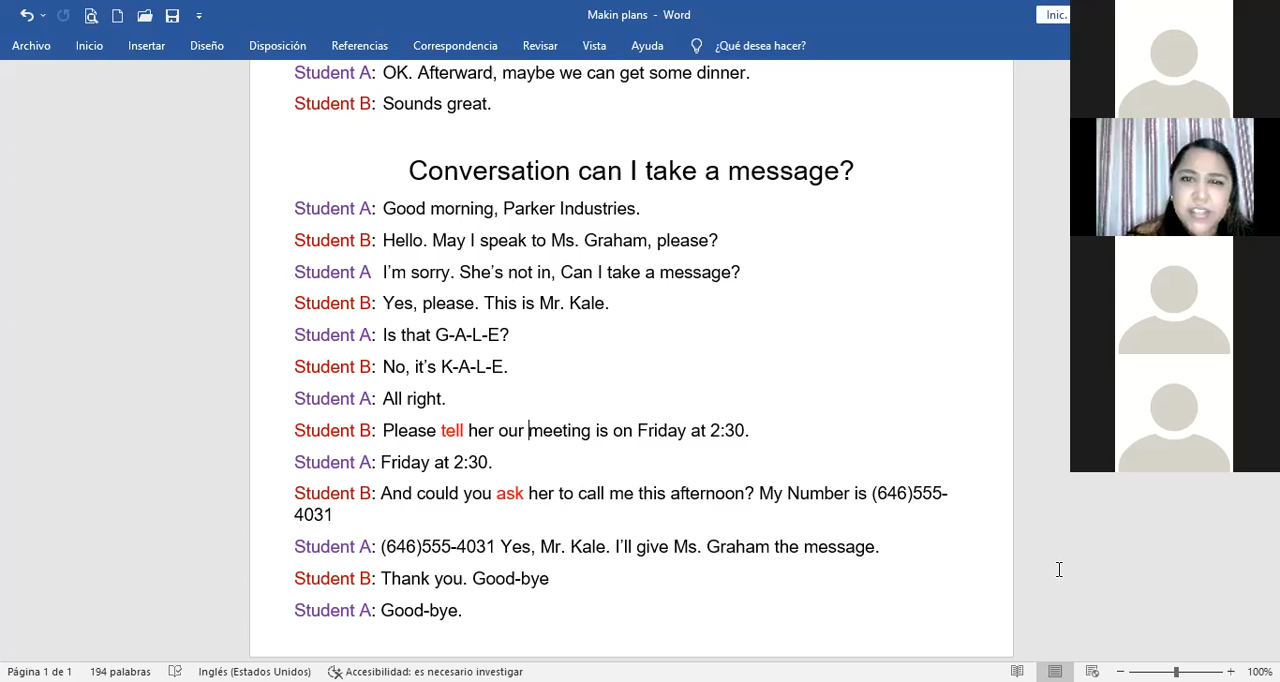 Makin plans - Word
Inic.
Archivo Inicio Insertar Diseño Disposición Referencias Correspondencia Revisar Vista Ayuda ¿Qué desea hacer?
Student A: OK. Afterward, maybe we can get some dinner.
Student B: Sounds great.
Conversation can I take a message?
Student A: Good morning, Parker Industries.
Student B: Hello. May I speak to Ms. Graham, please?
Student A I'm sorry. She's not in, Can I take a message?
Student B: Yes, please. This is Mr. Kale.
Student A: Is that G-A-L-E?
Student B: No, it's K-A-L-E.
Student A: All right.
Student B: Please tell her our meeting is on Friday at 2:30.
Student A: Friday at 2:30.
Student B: And could you ask her to call me this afternoon? My Number is (646)555-
4031
Student A: (646)555-4031 Yes, Mr. Kale. I'll give Ms. Graham the message.
Student B: Thank you. Good-bye
Student A: Good-bye.
Página 1 de 1 194 palabras Inglés (Estados Unidos) Accesibilidad: es necesario investigar 100%